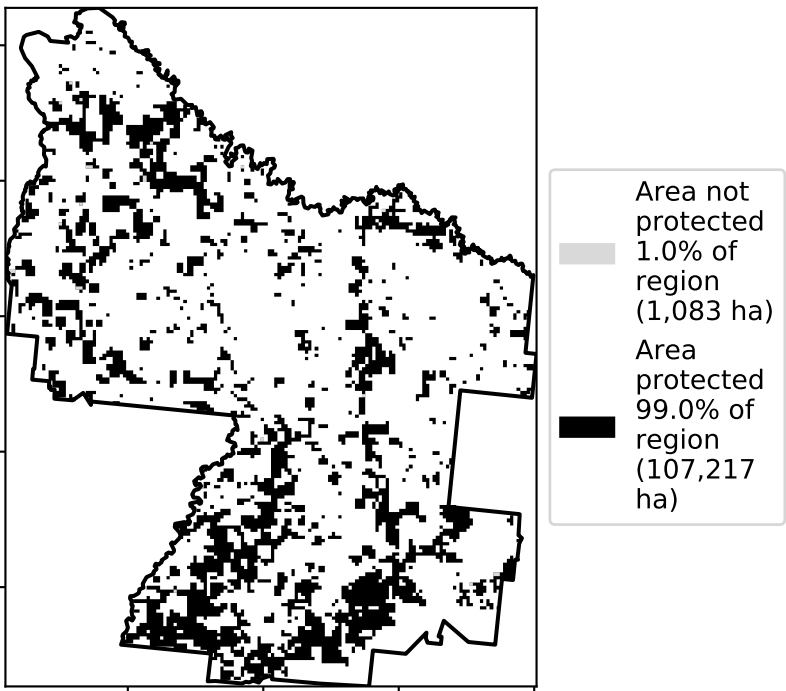 Area not
protected
1.0% of
region
(1,083 ha)
Area
protected
99.0% of
region
(107,217
ha)